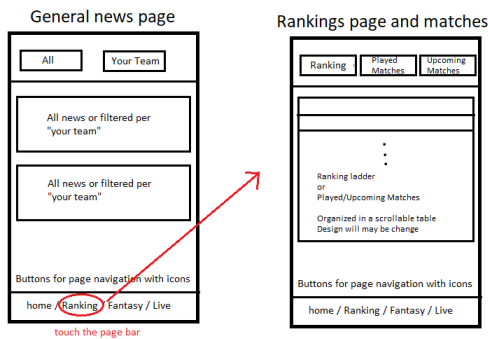 General news page
All
Your Team
All news or filtered per
"your team"
All news or filtered per
"your team"
Buttons for page navigation with icons
home / Ranking / Fantasy / Live
touch the page bar
Rankings page and matches
Ranking
Played
Matches
Upcoming
Matches
Ranking ladder
or
Played/Upcoming Matches
Organized in a scrollable table
Design will may be change
Buttons for page navigation with icons
home / Ranking / Fantasy / Live